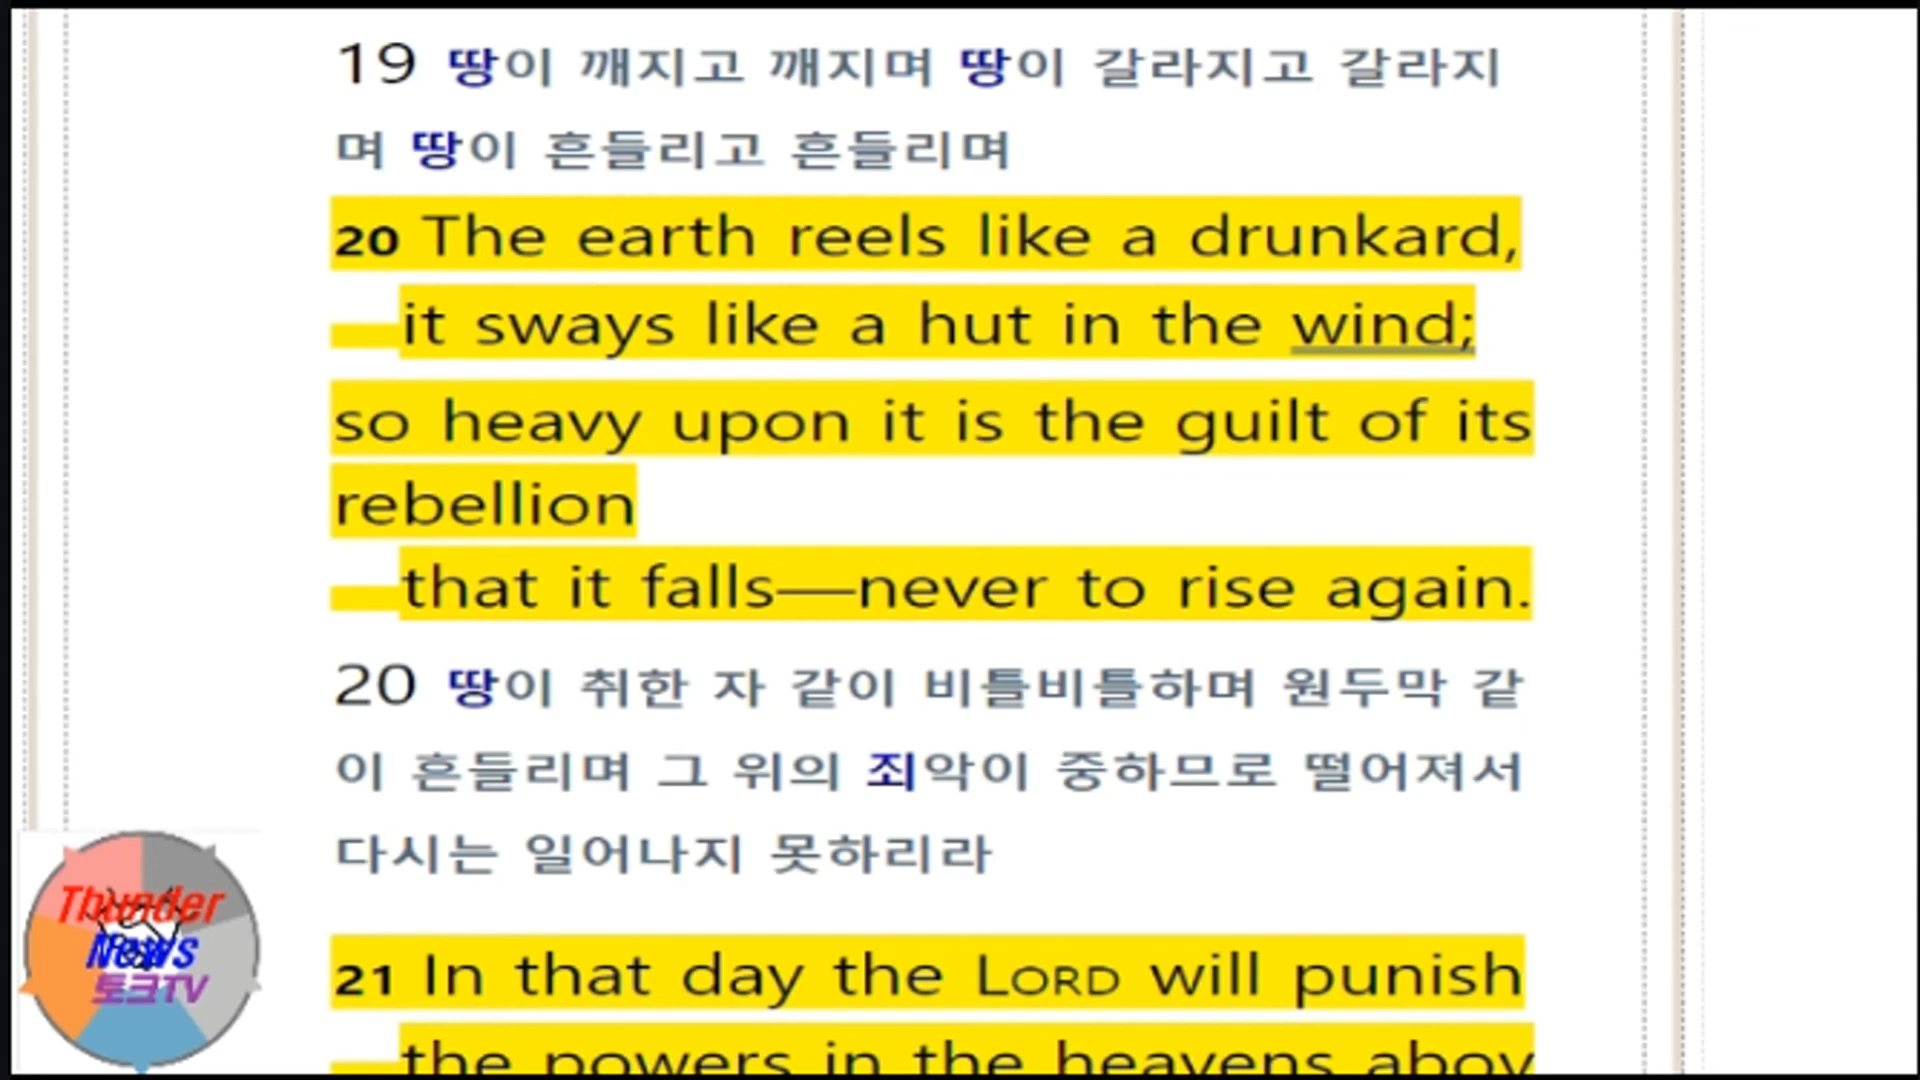 19 땅이 깨지고 깨지며 땅이 갈라지고 갈라지
며 땅이 흔들리고 흔들리며
20 The earth reels like a drunkard,
it sways like a hut in the wind;
so heavy upon it is the guilt of its
rebellion
that it falls—never to rise again.
20 땅이 취한 자 같이 비틀비틀하며 원두막 같
이 흔들리며 그 위의 죄악이 중하므로 떨어져서
다시는 일어나지 못하리라
21 In that day the LORD will punish
the powers in the heavens abov
Thunder
News
토크TV